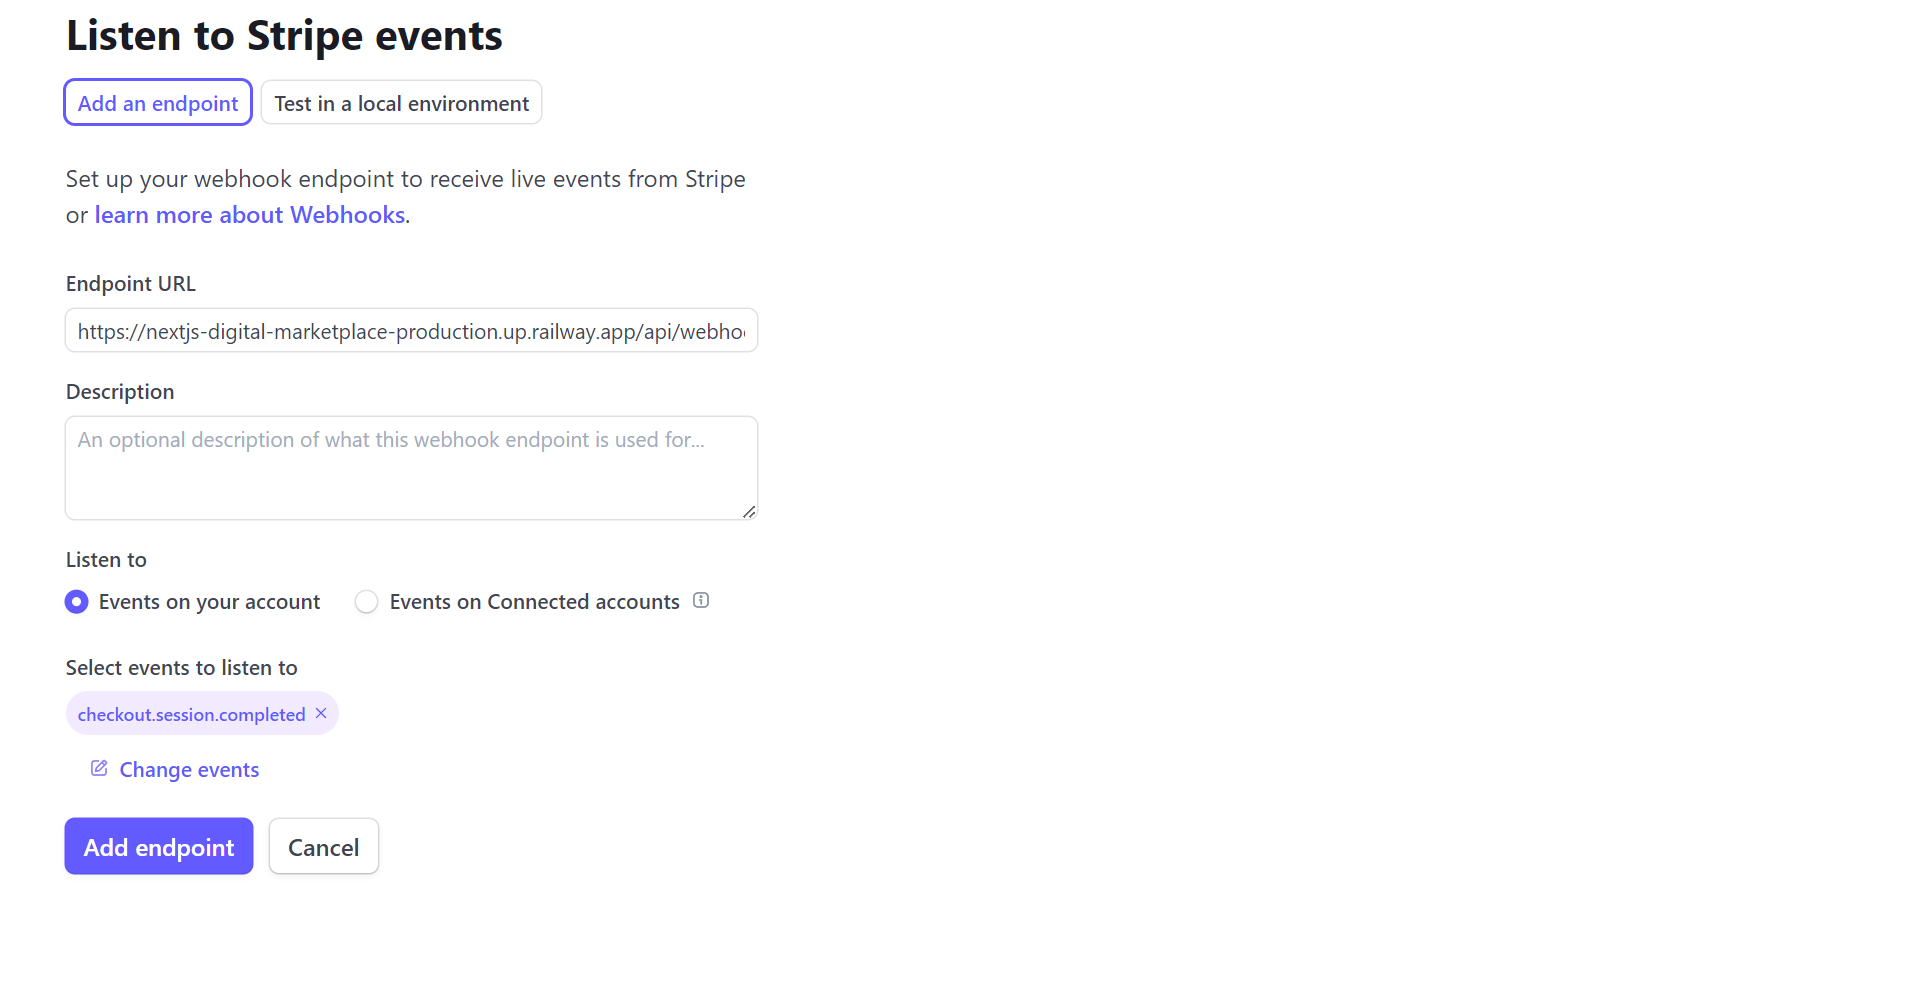 Listen to Stripe events
Add an endpoint
Test in a local environment
Set up your webhook endpoint to receive live events from Stripe
or learn more about Webhooks.
Endpoint URL
https://nextjs-digital-marketplace-production.up.railway.app/api/webho
Description
An optional description of what this webhook endpoint is used for...
Listen to
Events on your account
Events on Connected accounts
Select events to listen to
checkout.session.completed
Change events
Add endpoint
Cancel